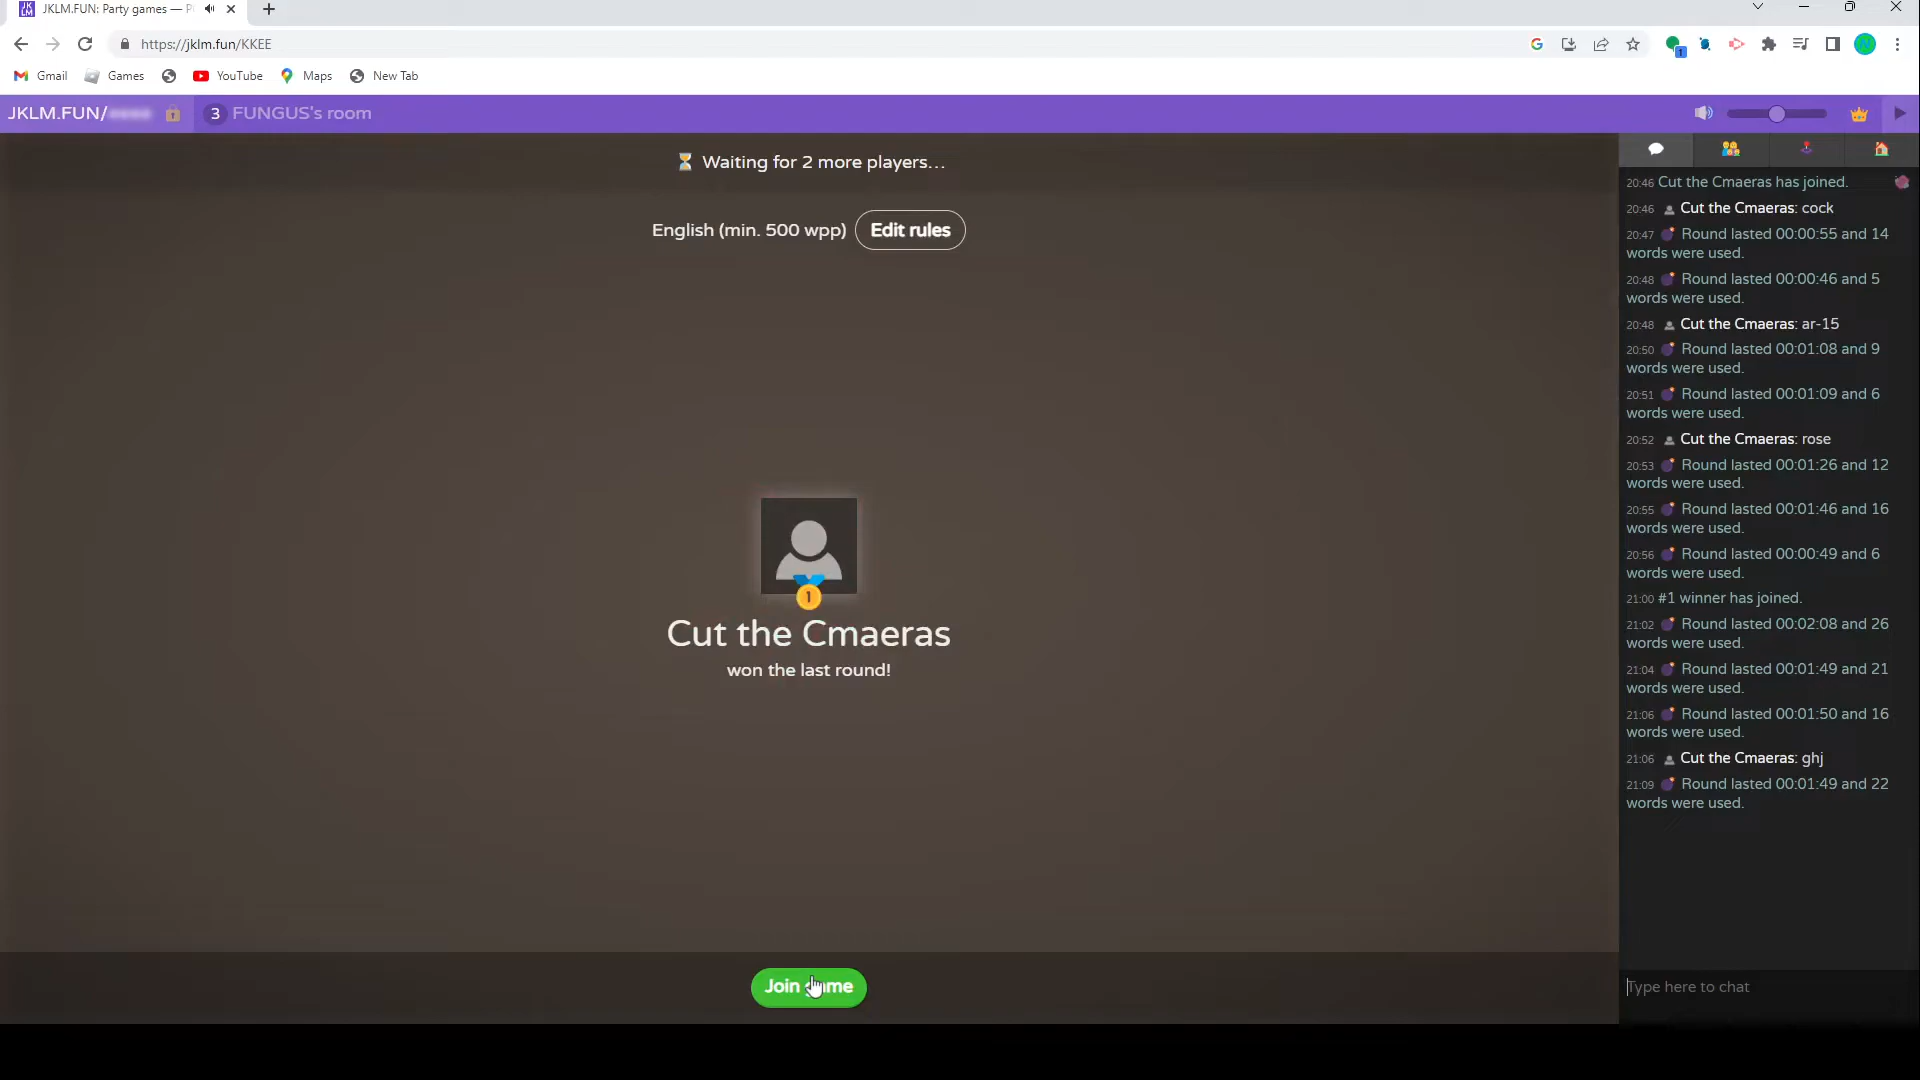 JKLM.FUN: Party games — P
https://jklm.fun/KKEE
1
Gmail
Games
YouTube
Maps
New Tab
JKLM.FUN/
3 FUNGUS's room
Waiting for 2 more players…
English (min. 500 wpp) Edit rules
1
Cut the Cmaeras
won the last round!
Join
me
20:46 Cut the Cmaeras has joined.
20:46 Cut the Cmaeras: cock
20:47 Round lasted 00:00:55 and 14
words were used.
20:48 Round lasted 00:00:46 and 5
words were used.
20:48 Cut the Cmaeras: ar-15
20:50 Round lasted 00:01:08 and 9
words were used.
20:51 Round lasted 00:01:09 and 6
words were used.
20:52 Cut the Cmaeras: rose
20:53 Round lasted 00:01:26 and 12
words were used.
20:55 Round lasted 00:01:46 and 16
words were used.
20:56 Round lasted 00:00:49 and 6
words were used.
21:00 #1 winner has joined.
21:02 Round lasted 00:02:08 and 26
words were used.
21:04 Round lasted 00:01:49 and 21
words were used.
21:06 Round lasted 00:01:50 and 16
words were used.
21:06 Cut the Cmaeras: ghj
21:09 Round lasted 00:01:49 and 22
words were used.
Type here to chat